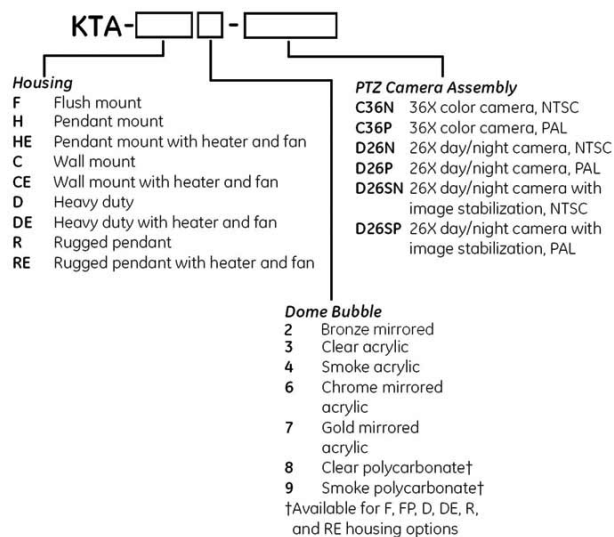 KTA- -
Housing
F Flush mount
H Pendant mount
HE Pendant mount with heater and fan
C Wall mount
CE Wall mount with heater and fan
D Heavy duty
DE Heavy duty with heater and fan
R Rugged pendant
RE Rugged pendant with heater and fan
PTZ Camera Assembly
C36N 36X color camera, NTSC
C36P 36X color camera, PAL
D26N 26X day/night camera, NTSC
D26P 26X day/night camera, PAL
D26SN 26X day/night camera with
image stabilization, NTSC
D26SP 26X day/night camera with
image stabilization, PAL
Dome Bubble
2 Bronze mirrored
3 Clear acrylic
4 Smoke acrylic
6 Chrome mirrored
acrylic
7 Gold mirrored
acrylic
8 Clear polycarbonate†
9 Smoke polycarbonate†
†Available for F, FP, D, DE, R,
and RE housing options